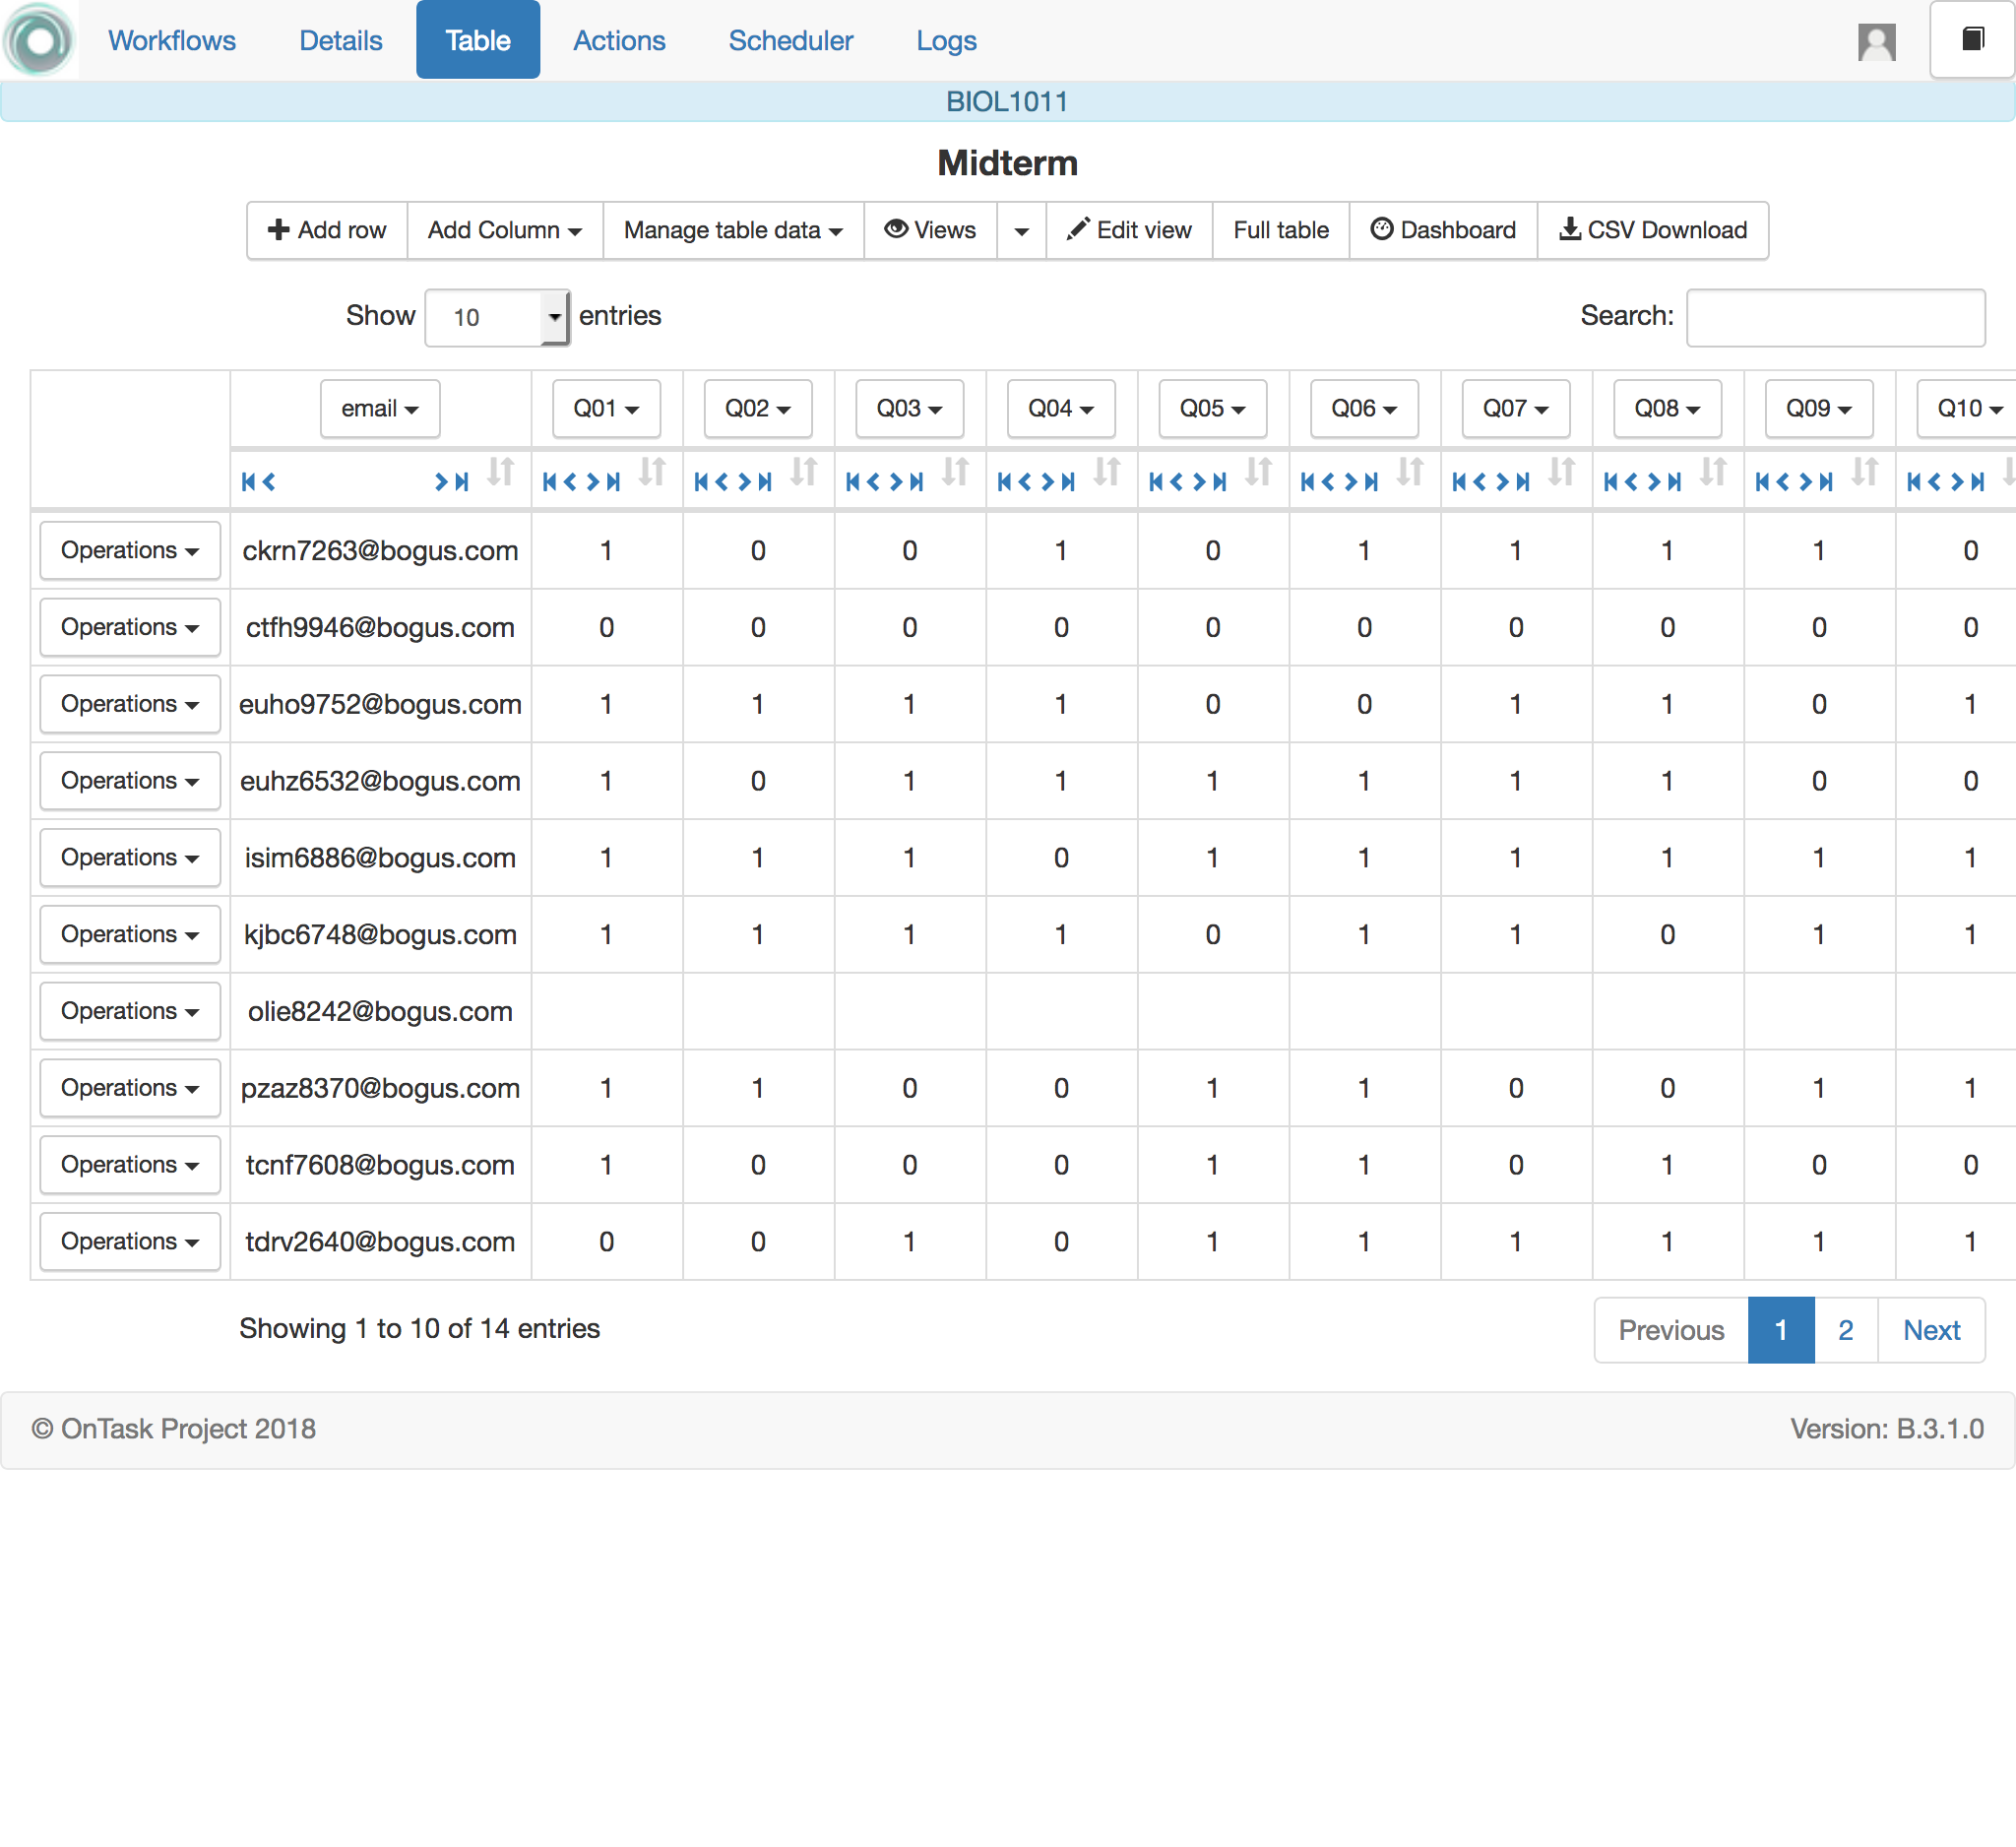 Workflows Details Table Actions Scheduler Logs
BIOL1011
Midterm
Add row Add Column Manage table data Views Edit view Full table Dashboard CSV Download
Show 10 entries Search:
email Q01 Q02 Q03 Q04 Q05 Q06 Q07 Q08 Q09 Q10
Operations ckrn7263@bogus.com 1 0 0 1 0 1 1 1 1 0
Operations ctfh9946@bogus.com 0 0 0 0 0 0 0 0 0 0
Operations euho9752@bogus.com 1 1 1 1 0 0 1 1 0 1
Operations euhz6532@bogus.com 1 0 1 1 1 1 1 1 0 0
Operations isim6886@bogus.com 1 1 1 0 1 1 1 1 1 1
Operations kjbc6748@bogus.com 1 1 1 1 0 1 1 0 1 1
Operations olie8242@bogus.com
Operations pzaz8370@bogus.com 1 1 0 0 1 1 0 0 1 1
Operations tcnf7608@bogus.com 1 0 0 0 1 1 0 1 0 0
Operations tdrv2640@bogus.com 0 0 1 0 1 1 1 1 1 1
Showing 1 to 10 of 14 entries Previous 1 2 Next
© OnTask Project 2018 Version: B.3.1.0